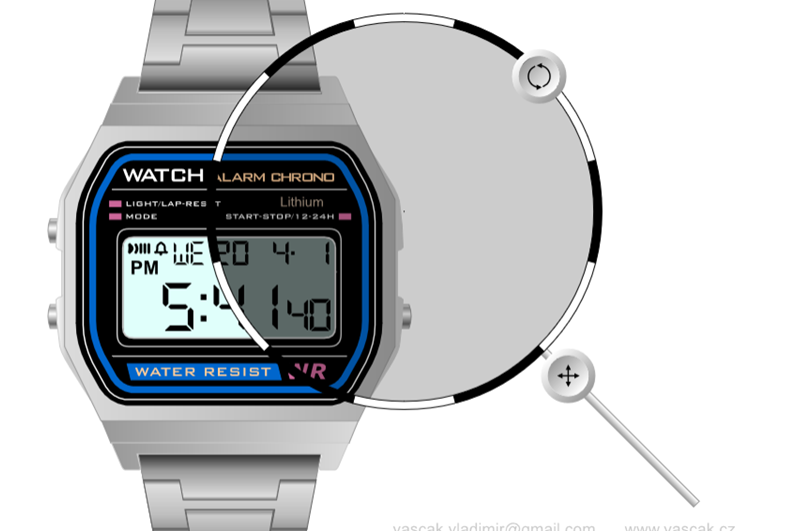 WATCH ALARM CHRONO
LIGHT/LAP-RESET Lithium
MODE START-STOP/12-24H
WE 20 4. 1
PM
5:41 40
WATER RESIST WR
vascak.vladimir@gmail.com www.vascak.cz